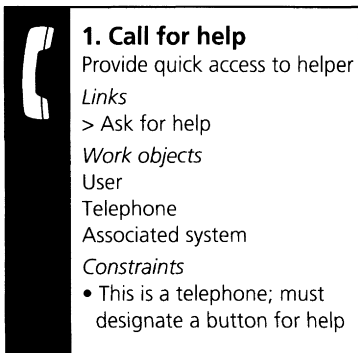 1. Call for help
Provide quick access to helper
Links
> Ask for help
Work objects
User
Telephone
Associated system
Constraints
• This is a telephone; must
designate a button for help